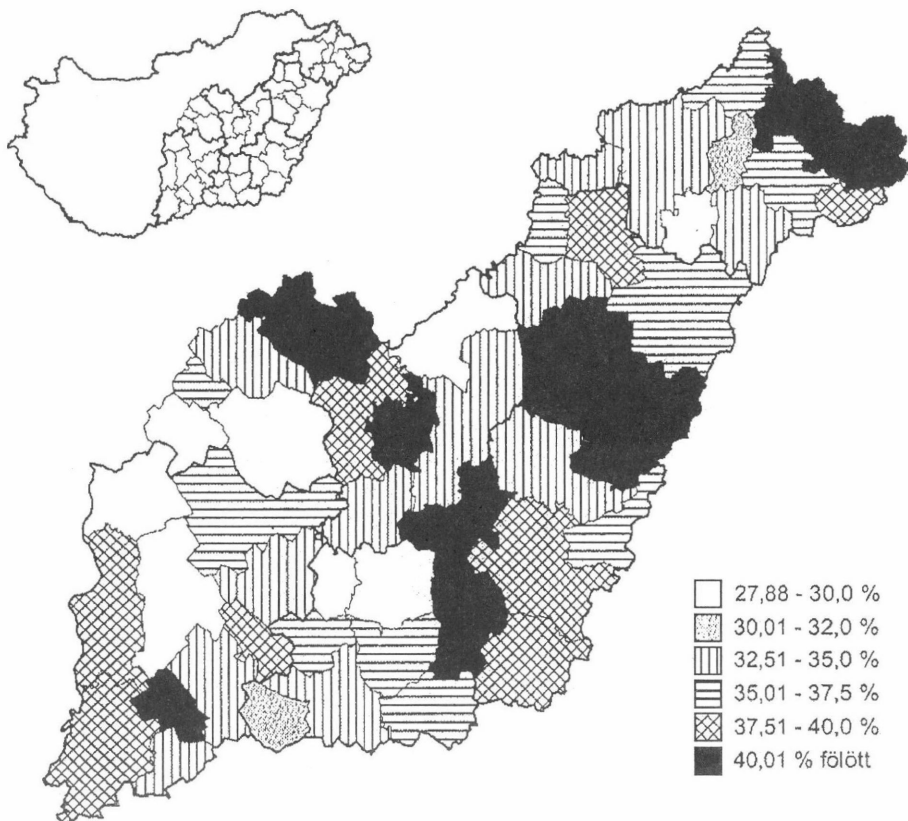 27,88 - 30,0 %
30,01 - 32,0 %
32,51 - 35,0 %
35,01 - 37,5 %
37,51 - 40,0 %
40,01 % fölött